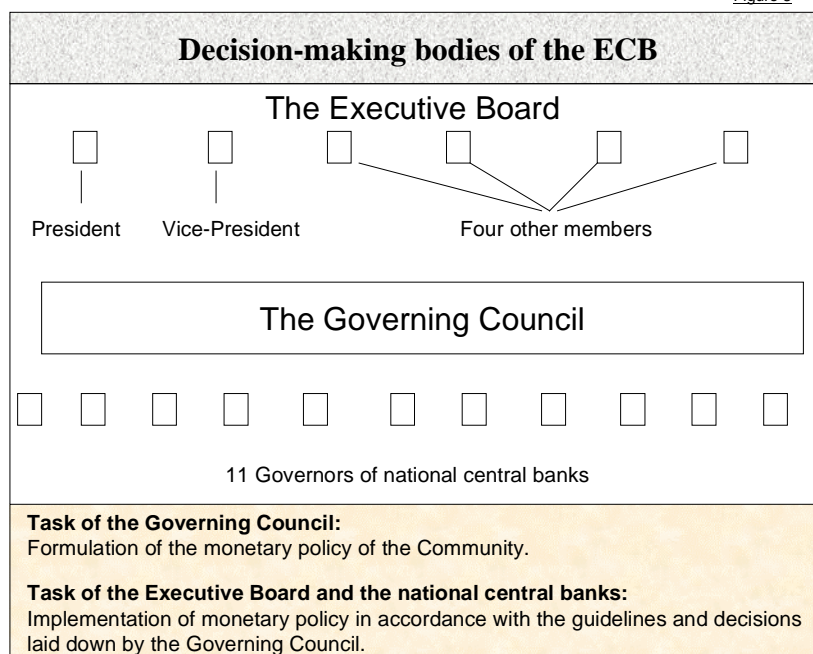 Decision-making bodies of the ECB
The Executive Board
President Vice-President Four other members
The Governing Council
11 Governors of national central banks
Task of the Governing Council:
Formulation of the monetary policy of the Community.
Task of the Executive Board and the national central banks:
Implementation of monetary policy in accordance with the guidelines and decisions
laid down by the Governing Council.